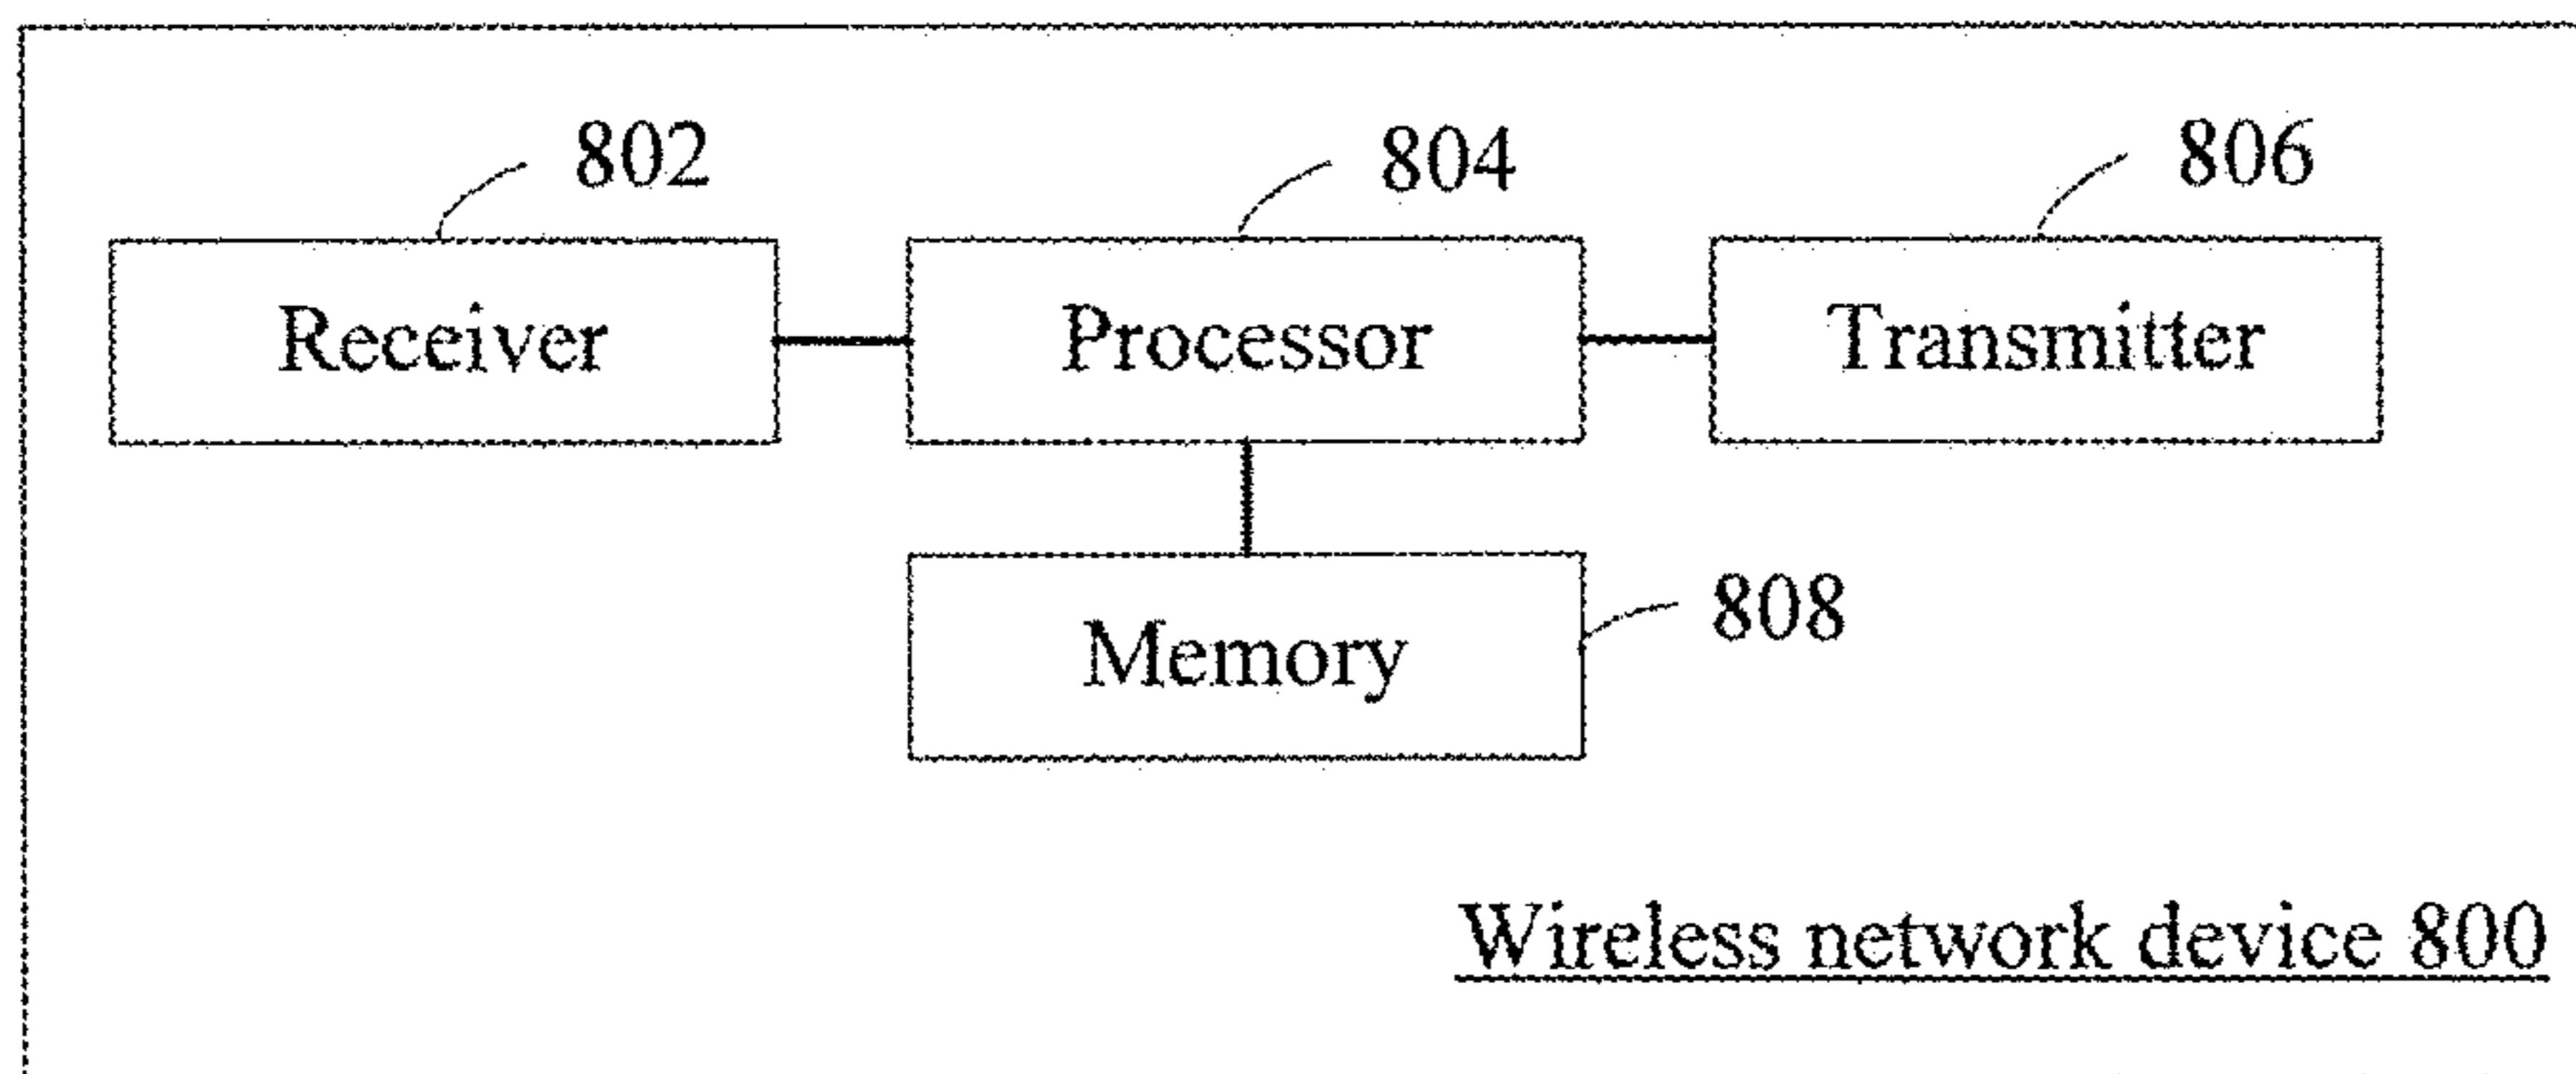 802 804 806
Receiver Processor Transmitter
808
Memory
Wireless network device 800